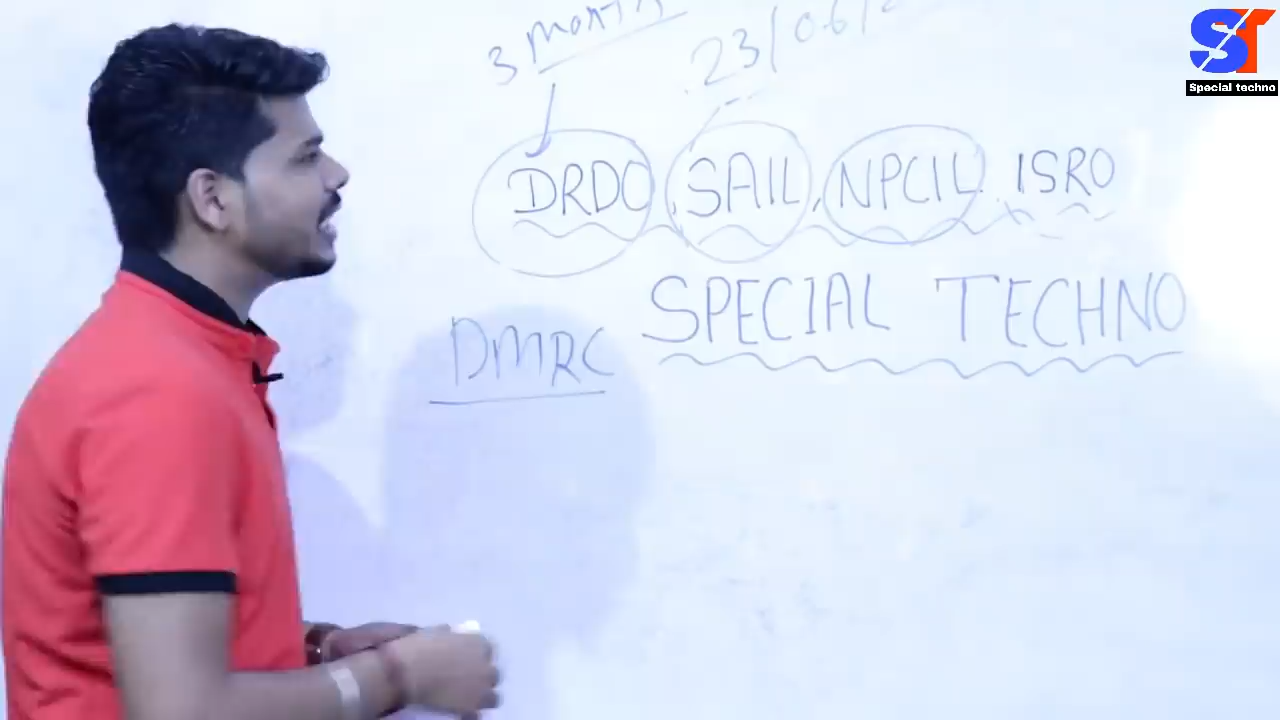 3 month
23/06/
DRDO, SAIL, NPCIL, ISRO
SPECIAL TECHNO
DMRC
ST
Special techno